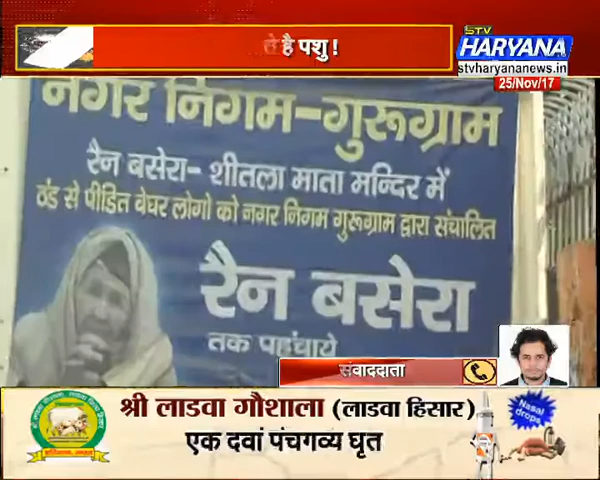 ते है पशु !
STV
HARYANA
stvharyananews.in
25/Nov/17
नगर निगम-गुरूग्राम
रैन बसेरा- शीतला माता मन्दिर में
ठंड से पीडित बेघर लोगो को नगर निगम गुरूग्राम द्वारा संचालित
रैन बसेरा
तक पहुंचाये
संवाददाता
श्री लाडवा गौशाला (लाडवा हिसार)
एक दवां पंचगव्य घृत
Nasal
drops